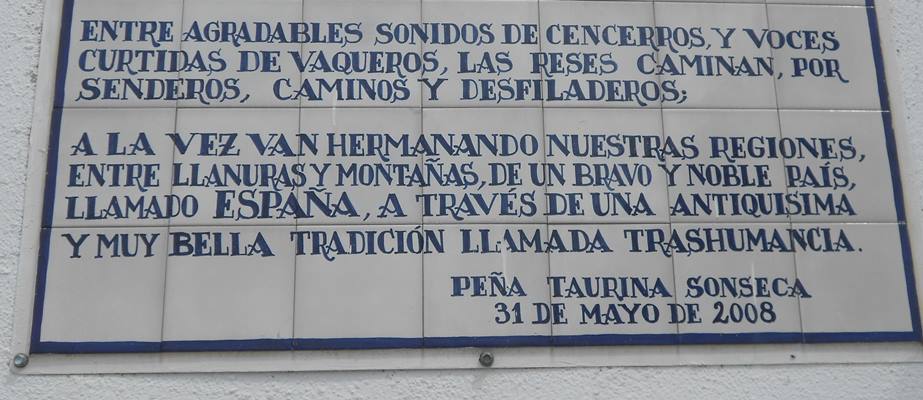 ENTRE AGRADABLES SONIDOS DE CENCERROS, Y VOCES
CURTIDAS DE VAQUEROS, LAS RESES CAMINAN, POR
SENDEROS, CAMINOS Y DESFILADEROS;
A LA VEZ VAN HERMANANDO NUESTRAS REGIONES,
ENTRE LLANURAS Y MONTAÑAS, DE UN BRAVO Y NOBLE PAÍS,
LLAMADO ESPAÑA, A TRAVÉS DE UNA ANTIQUISIMA
Y MUY BELLA TRADICIÓN LLAMADA TRASHUMANCIA.
PEÑA TAURINA SONSECA
31 DE MAYO DE 2008